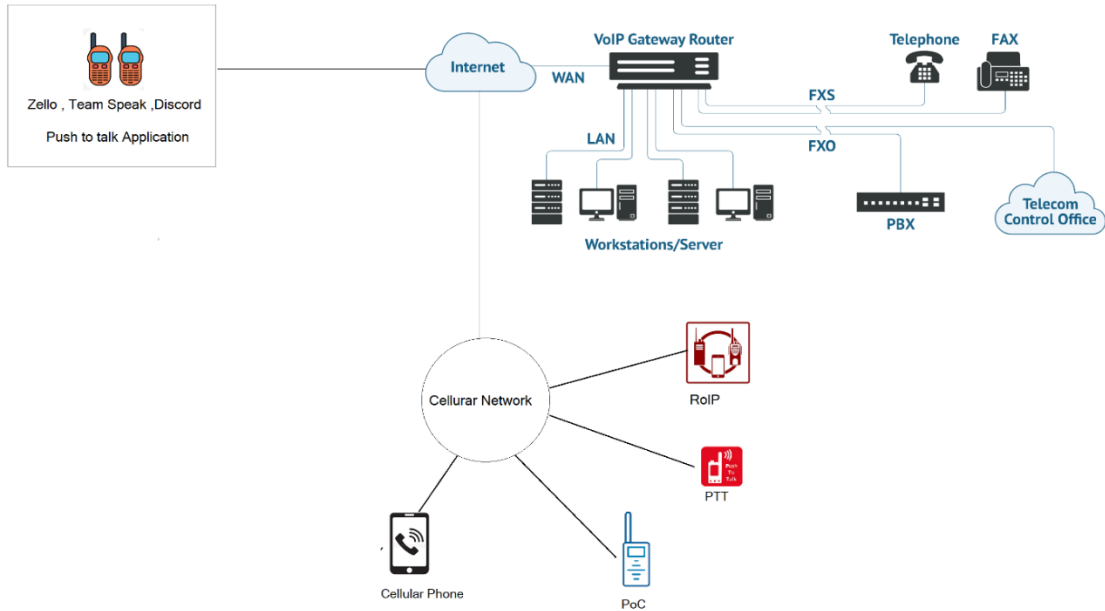 Zello , Team Speak ,Discord
Push to talk Application
Internet
WAN
VoIP Gateway Router
Telephone
FAX
FXS
FXO
LAN
Workstations/Server
PBX
Telecom
Control Office
Cellurar Network
RoIP
Push
To
Talk
PTT
Cellular Phone
PoC